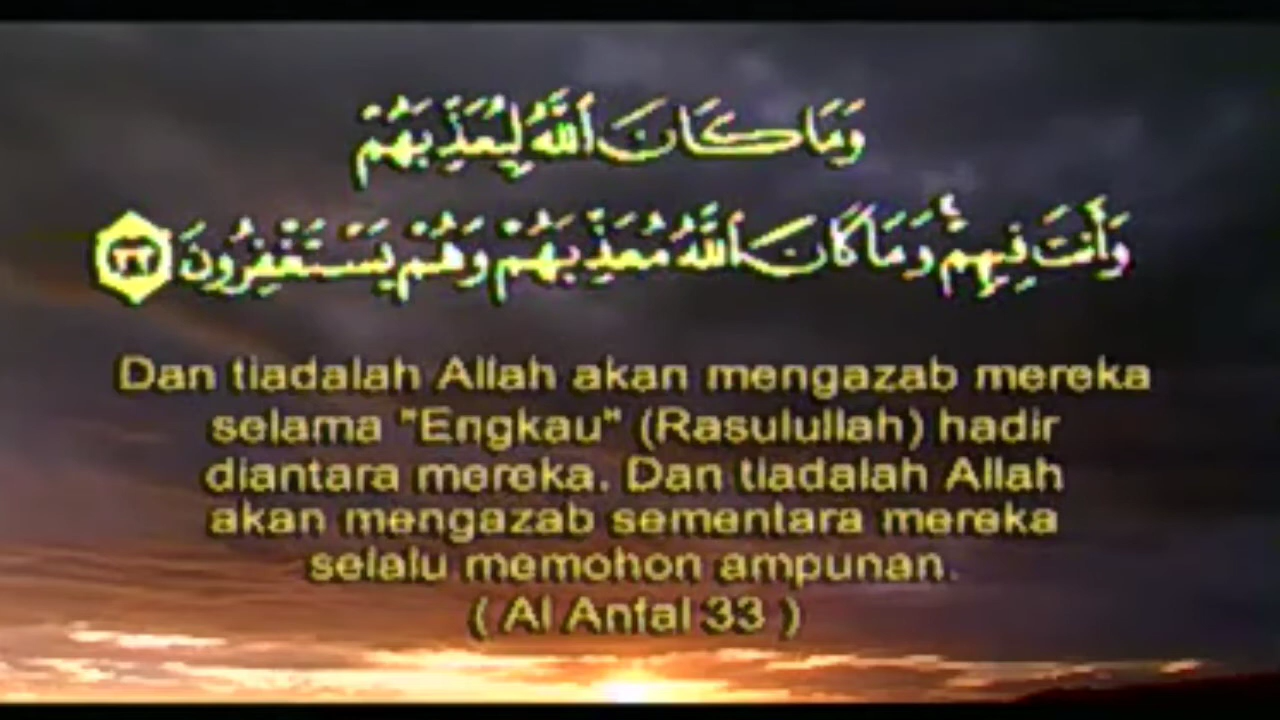 وَمَا كَانَ ٱللَّهُ لِيُعَذِّبَهُمْ
وَأَنتَ فِيهِمْ ۚ وَمَا كَانَ ٱللَّهُ مُعَذِّبَهُمْ وَهُمْ يَسْتَغْفِرُونَ ٣٣
Dan tiadalah Allah akan mengazab mereka
selama "Engkau" (Rasulullah) hadir
diantara mereka. Dan tiadalah Allah
akan mengazab sementara mereka
selalu memohon ampunan.
( Al Anfal 33 )